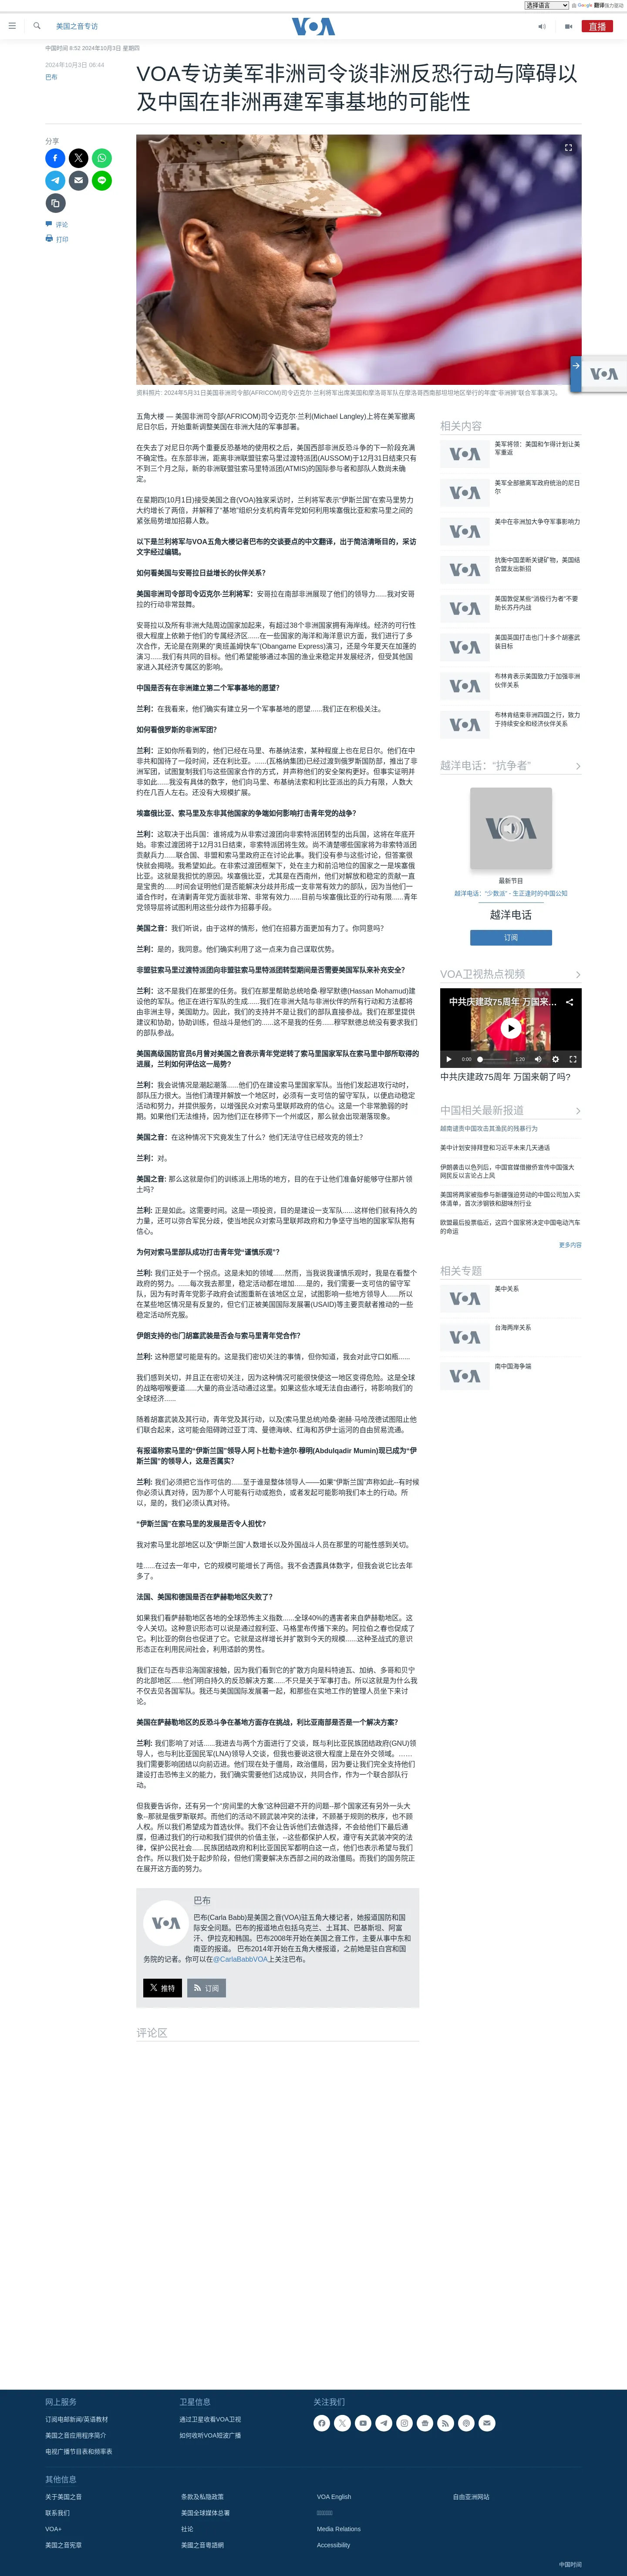 选择语言
由 Google 翻译强力驱动
美国之音专访
VOA
直播
中国时间 8:52 2024年10月3日 星期四
2024年10月3日 06:44
巴布
VOA专访美军非洲司令谈非洲反恐行动与障碍以
及中国在非洲再建军事基地的可能性
分享
评论
打印
资料照片: 2024年5月31日美国非洲司令部(AFRICOM)司令迈克尔·兰利将军出席美国和摩洛哥军队在摩洛哥西南部坦坦地区举行的年度“非洲狮”联合军事演习。
五角大楼 — 美国非洲司令部(AFRICOM)司令迈克尔·兰利(Michael Langley)上将在美军撤离
尼日尔后，开始重新调整美国在非洲大陆的军事部署。
在失去了对尼日尔两个重要反恐基地的使用权之后，美国西部非洲反恐斗争的下一阶段充满
不确定性。在东部非洲，距离非洲联盟驻索马里过渡特派团(AUSSOM)于12月31日结束只有
不到三个月之际，新的非洲联盟驻索马里特派团(ATMIS)的国际参与者和部队人数尚未确
定。
在星期四(10月1日)接受美国之音(VOA)独家采访时，兰利将军表示“伊斯兰国”在索马里势力
大约增长了两倍，并解释了“基地”组织分支机构青年党如何利用埃塞俄比亚和索马里之间的
紧张局势增加招募人数。
以下是兰利将军与VOA五角大楼记者巴布的交谈要点的中文翻译，出于简洁清晰目的，采访
文字经过编辑。
如何看美国与安哥拉日益增长的伙伴关系？
美国非洲司令部司令迈克尔·兰利将军：安哥拉在南部非洲展现了他们的领导力......我对安哥
拉的行动非常鼓舞。
安哥拉以及所有非洲大陆周边国家加起来，有超过38个非洲国家拥有海岸线。经济的可行性
很大程度上依赖于他们的专属经济区......在一些国家的海洋和海洋意识方面，我们进行了多
次合作，无论是在刚果的“奥班盖姆快车”(Obangame Express)演习，还是今年夏天在加蓬的
演习......我们有共同的目标。他们希望能够通过本国的渔业来稳定并发展经济，但受其他国
家进入其经济专属区的影响。
中国是否有在非洲建立第二个军事基地的愿望？
兰利：在我看来，他们确实有建立另一个军事基地的愿望......我们正在积极关注。
如何看俄罗斯的非洲军团？
兰利：正如你所看到的，他们已经在马里、布基纳法索，某种程度上也在尼日尔。他们在中
非共和国待了一段时间，还在利比亚。......(瓦格纳集团)已经过渡到俄罗斯国防部，推出了非
洲军团，试图复制我们与这些国家合作的方式，并声称他们的安全架构更好。但事实证明并
非如此......我没有具体的数字，他们向马里、布基纳法索和利比亚派出的兵力有限，人数大
约在几百人左右。还没有大规模扩展。
埃塞俄比亚、索马里及东非其他国家的争端如何影响打击青年党的战争？
兰利：这取决于出兵国：谁将成为从非索过渡团向非索特派团转型的出兵国，这将在年底开
始。非索过渡团将于12月31日结束，非索特派团将生效。尚不清楚哪些国家将为非索特派团
贡献兵力......联合国、非盟和索马里政府正在讨论此事。我们没有参与这些讨论，但答案很
快就会揭晓。我希望如此。在非索过渡团框架下，处在主力和前沿地位的国家之一是埃塞俄
比亚。这就是我担忧的原因。埃塞俄比亚，尤其是在西南州，他们对解放和稳定的贡献一直
是宝贵的......时间会证明他们是否能解决分歧并形成一支非常有效力的部队，因为当他们一
道合作时，在清剿青年党方面就非常、非常有效力......目前与埃塞俄比亚的行动有限......青年
党领导层将试图利用这些分歧作为招募手段。
美国之音：我们听说，由于这样的情形，他们在招募方面更加有力了。你同意吗？
兰利：是的，我同意。他们确实利用了这一点来为自己谋取优势。
非盟驻索马里过渡特派团向非盟驻索马里特派团转型期间是否需要美国军队来补充安全？
兰利：这不是我们在那里的任务。我们在那里帮助总统哈桑·穆罕默德(Hassan Mohamud)建
设他的军队。他正在进行军队的生成......我们在非洲大陆与非洲伙伴的所有行动和活动方都将
由非洲主导，美国助力。因此，我们的支持并不是让我们的部队直接参战。我们在那里提供
建议和协助，协助训练，但战斗是他们的......这不是我的任务......穆罕默德总统没有要求我们
的部队参战。
美国高级国防官员6月曾对美国之音表示青年党逆转了索马里国家军队在索马里中部所取得的
进展，兰利如何评估这一局势？
兰利：我会说情况是潮起潮落......他们仍在建设索马里国家军队。当他们发起进攻行动时，
部队压力很大。当他们清理并解放一个地区时，必须有一支可信的留守军队，以便启动稳定
活动和努力，并提供服务，以增强民众对索马里联邦政府的信心。这是一个非常脆弱的时
期。如果他们无法维持，因为他们正在移师到下一个作战阶段，那么就会出现潮落现象。
美国之音：在这种情况下究竟发生了什么？他们无法守住已经攻克的领土？
兰利：对。
美国之音: 那么这就是你们的训练派上用场的地方，目的在于让他们准备好能够守住那片领
土吗？
兰利: 正是如此。这需要时间。这是一项投资，目的是建设一支军队......这样他们就有持久的
力量，还可以弥合军民分歧，使当地民众对索马里联邦政府和力争坚守当地的国家军队抱有
信心。
为何对索马里部队成功打击青年党“谨慎乐观”？
兰利: 我们正处于一个拐点。这是未知的领域......然而，当我说我谨慎乐观时，我是在看整个
政府的努力。......每次我去那里，稳定活动都在增加......是的，我们需要一支可信的留守军
队，因为有时青年党影子政府会试图重新在该地区立足，试图影响一些地方领导人......所以
在某些地区情况是有反复的，但它们正被美国国际发展署(USAID)等主要贡献者推动的一些
稳定活动所克服。
伊朗支持的也门胡塞武装是否会与索马里青年党合作？
兰利: 这种愿望可能是有的。这是我们密切关注的事情，但你知道，我会对此守口如瓶......
我们感到关切，并且正在密切关注，因为这种情况可能很快便这一地区变得危险。这是全球
的战略咽喉要道......大量的商业活动通过这里。如果这些水域无法自由通行，将影响我们的
全球经济......
随着胡塞武装及其行动，青年党及其行动，以及(索马里总统)哈桑·谢赫·马哈茂德试图阻止他
们联合起来，这可能会阻碍跨过亚丁湾、曼德海峡、红海和苏伊士运河的自由贸易流通。
有报道称索马里的“伊斯兰国”领导人阿卜杜勒卡迪尔·穆明(Abdulqadir Mumin)现已成为“伊
斯兰国”的领导人，这是否属实？
兰利: 我们必须把它当作可信的......至于谁是整体领导人——如果“伊斯兰国”声称如此--有时候
你必须认真对待，因为那个人可能有行动或抱负，或者发起可能影响我们本土的行动。所
以，是的，我们必须认真对待。
“伊斯兰国”在索马里的发展是否令人担忧?
我对索马里北部地区以及“伊斯兰国”人数增长以及外国战斗人员在那里的可能性感到关切。
哇......在过去一年中，它的规模可能增长了两倍。我不会透露具体数字，但我会说它比去年
多了。
法国、美国和德国是否在萨赫勒地区失败了？
如果我们看萨赫勒地区各地的全球恐怖主义指数......全球40%的遇害者来自萨赫勒地区。这
令人关切。这种意识形态可以说是通过叙利亚、马格里布传播下来的。阿拉伯之春也促成了
它。利比亚的倒台也促进了它。它就是这样增长并扩散到今天的规模......这种圣战式的意识
形态正在利用民间社会，利用适龄的男性。
我们正在与西非沿海国家接触，因为我们看到它的扩散方向是科特迪瓦、加纳、多哥和贝宁
的北部地区......他们明白持久的反恐解决方案......不只是关于军事打击。所以这就是为什么我
不仅去见各国军队。我还与美国国际发展署一起，和那些在实地工作的管理人员坐下来讨
论。
美国在萨赫勒地区的反恐斗争在基地方面存在挑战，利比亚南部是否是一个解决方案？
兰利: 我们影响了对话......我进去与两个方面进行了交谈，既与利比亚民族团结政府(GNU)领
导人，也与利比亚国民军(LNA)领导人交谈，但我也要说这很大程度上是在外交领域。……
我们需要影响团结以向前迈进。他们现在处于僵局，政治僵局，因为要让我们完全支持他们
建设打击恐怖主义的能力，我们确实需要他们达成协议，共同合作，作为一个联合部队行
动。
但我要告诉你，还有另一个“房间里的大象”这种回避不开的问题--那个国家还有另外一头大
象--那就是俄罗斯联邦。而他们的活动不顾武装冲突的法律，不顾基于规则的秩序，也不顾
人权。所以我们希望成为首选伙伴。我们不会让告诉他们去做选择，不会给他们下最后通
牒，但通过我们的行动和我们提供的价值主张，--这些都保护人权，遵守有关武装冲突的法
律，保护公民社会......民族团结政府和利比亚国民军都明白这一点，他们也表示希望与我们
合作。所以我们处于起步阶段，但他们需要解决东西部之间的政治僵局。而我们的国务院正
在展开这方面的努力。
VOA
巴布
巴布(Carla Babb)是美国之音(VOA)驻五角大楼记者，她报道国防和国
际安全问题。巴布的报道地点包括乌克兰、土耳其、巴基斯坦、阿富
汗、伊拉克和韩国。巴布2008年开始在美国之音工作，主要从事中东和
南亚的报道。 巴布2014年开始在五角大楼报道，之前她是驻白宫和国
务院的记者。你可以在@CarlaBabbVOA上关注巴布。
推特
订阅
评论区
VOA
相关内容
VOA
美军将领：美国和乍得计划让美
军重返
VOA
美军全部撤离军政府统治的尼日
尔
VOA
美中在非洲加大争夺军事影响力
VOA
抗衡中国垄断关键矿物，美国结
合盟友出新招
VOA
美国敦促某些“消极行为者”不要
助长苏丹内战
VOA
美国英国打击也门十多个胡塞武
装目标
VOA
布林肯表示美国致力于加强非洲
伙伴关系
VOA
布林肯结束非洲四国之行，致力
于持续安全和经济伙伴关系
越洋电话：“抗争者”
VOA
最新节目
越洋电话：“少数派” - 生正逢时的中国公知
越洋电话
订阅
VOA卫视热点视频
中共庆建政75周年 万国来...
0:00
1:20
中共庆建政75周年 万国来朝了吗?
中国相关最新报道
越南谴责中国攻击其渔民的残暴行为
美中计划安排拜登和习近平未来几天通话
伊朗袭击以色列后，中国官媒借撤侨宣传中国强大
网民反以言论占上风
美国将两家被指参与新疆强迫劳动的中国公司加入实
体清单，首次涉钢铁和甜味剂行业
欧盟最后投票临近，这四个国家将决定中国电动汽车
的命运
更多内容
相关专题
VOA
美中关系
VOA
台海两岸关系
VOA
南中国海争端
网上服务
订阅电邮新闻/英语教材
美国之音应用程序简介
电视广播节目表和频率表
卫星信息
通过卫星收看VOA卫视
如何收听VOA短波广播
关注我们
其他信息
关于美国之音
联系我们
VOA+
美国之音宪章
条款及私隐政策
美国全球媒体总署
社论
美國之音粵語網
VOA English
Media Relations
Accessibility
自由亚洲网站
中国时间